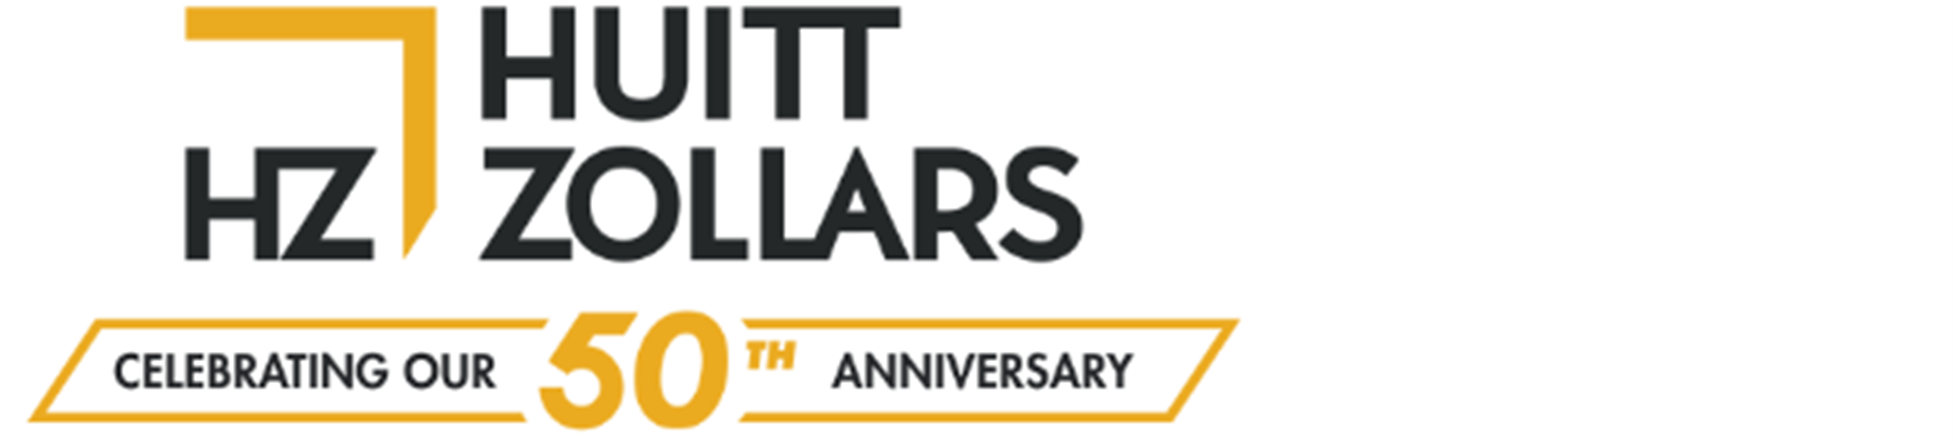 HZ
HUITT
ZOLLARS
CELEBRATING OUR 50TH ANNIVERSARY